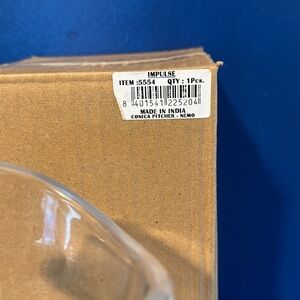 IMPULSE
ITEM :5554 QTY : 1Pcs.
8 401541 225204
MADE IN INDIA
CONICA PITCHER - NEMO